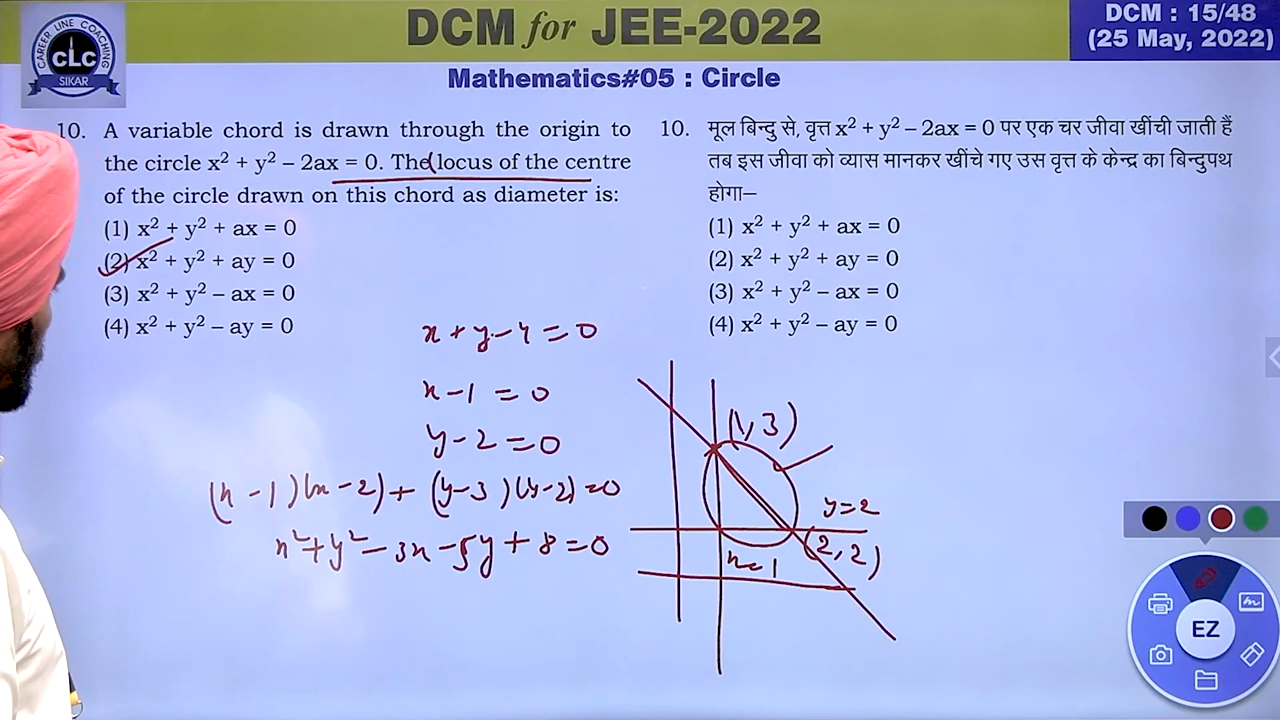 CAREER LINE COACHING
CLC
SIKAR
DCM for JEE-2022
DCM : 15/48
(25 May, 2022)
Mathematics#05 : Circle
10. A variable chord is drawn through the origin to
the circle x² + y² – 2ax = 0. The locus of the centre
of the circle drawn on this chord as diameter is:
(1) x² + y² + ax = 0
(2) x² + y² + ay = 0
(3) x² + y² – ax = 0
(4) x² + y² – ay = 0
10. मूल बिन्दु से, वृत्त x² + y² – 2ax = 0 पर एक चर जीवा खींची जाती हैं
तब इस जीवा को व्यास मानकर खींचे गए उस वृत्त के केन्द्र का बिन्दुपथ
होगा–
(1) x² + y² + ax = 0
(2) x² + y² + ay = 0
(3) x² + y² – ax = 0
(4) x² + y² – ay = 0
x + y - 4 = 0
x - 1 = 0
y - 2 = 0
(x - 1)(x - 2) + (y - 3)(y - 2) = 0
x² + y² - 3x - 5y + 8 = 0
(1, 3)
y = 2
(2, 2)
x = 1
EZ